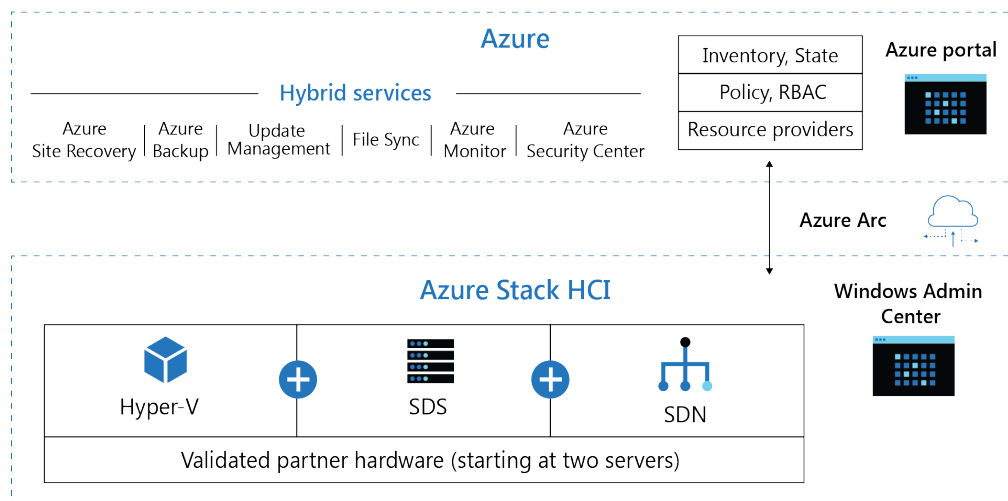 Azure
Hybrid services
Azure
Site Recovery
Azure
Backup
Update
Management
File Sync
Azure
Monitor
Azure
Security Center
Inventory, State
Policy, RBAC
Resource providers
Azure portal
Azure Arc
Azure Stack HCI
Windows Admin
Center
Hyper-V
SDS
SDN
Validated partner hardware (starting at two servers)